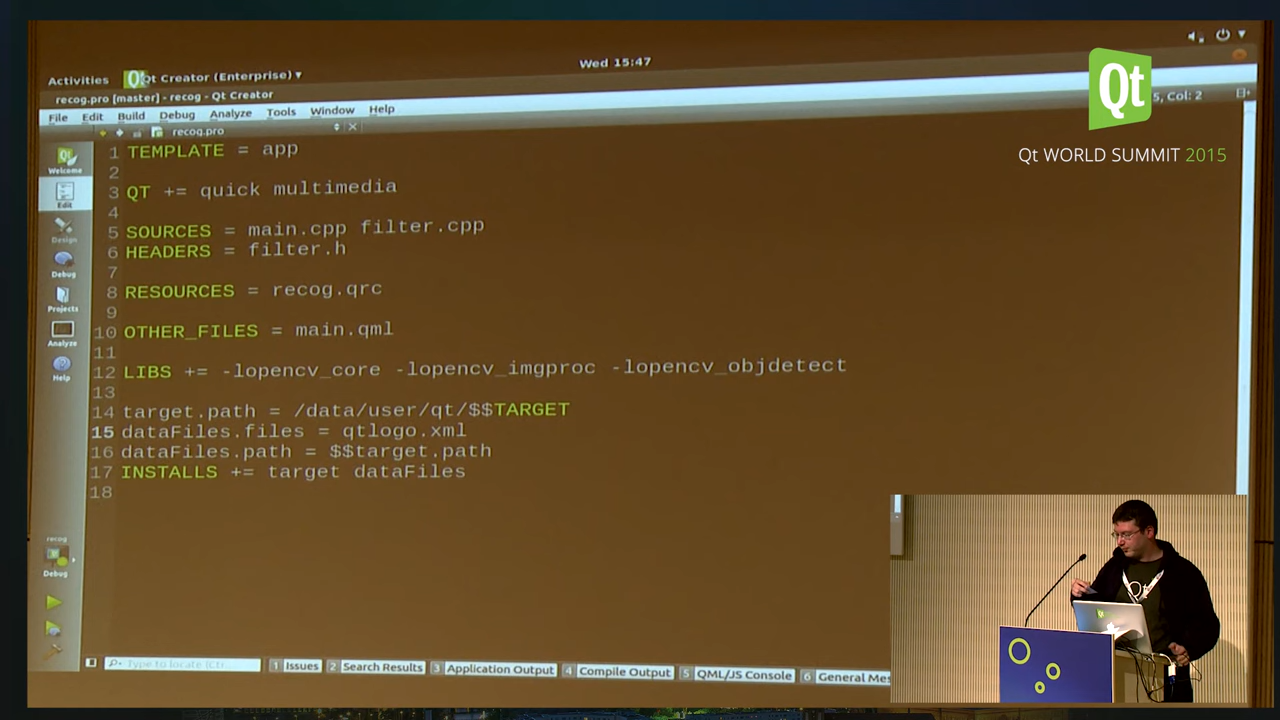 Activities Qt Creator (Enterprise) ▾ Wed 15:47
recog.pro [master] - recog - Qt Creator
File Edit Build Debug Analyze Tools Window Help
recog.pro 5, Col: 2
Qt
Qt WORLD SUMMIT 2015
Welcome
Edit
Design
Debug
Projects
Analyze
Help
1 TEMPLATE = app
2
3 QT += quick multimedia
4
5 SOURCES = main.cpp filter.cpp
6 HEADERS = filter.h
7
8 RESOURCES = recog.qrc
9
10 OTHER_FILES = main.qml
11
12 LIBS += -lopencv_core -lopencv_imgproc -lopencv_objdetect
13
14 target.path = /data/user/qt/$$TARGET
15 dataFiles.files = qtlogo.xml
16 dataFiles.path = $$target.path
17 INSTALLS += target dataFiles
18
recog
Debug
Type to locate (Ctr... 1 Issues 2 Search Results 3 Application Output 4 Compile Output 5 QML/JS Console 6 General Mes